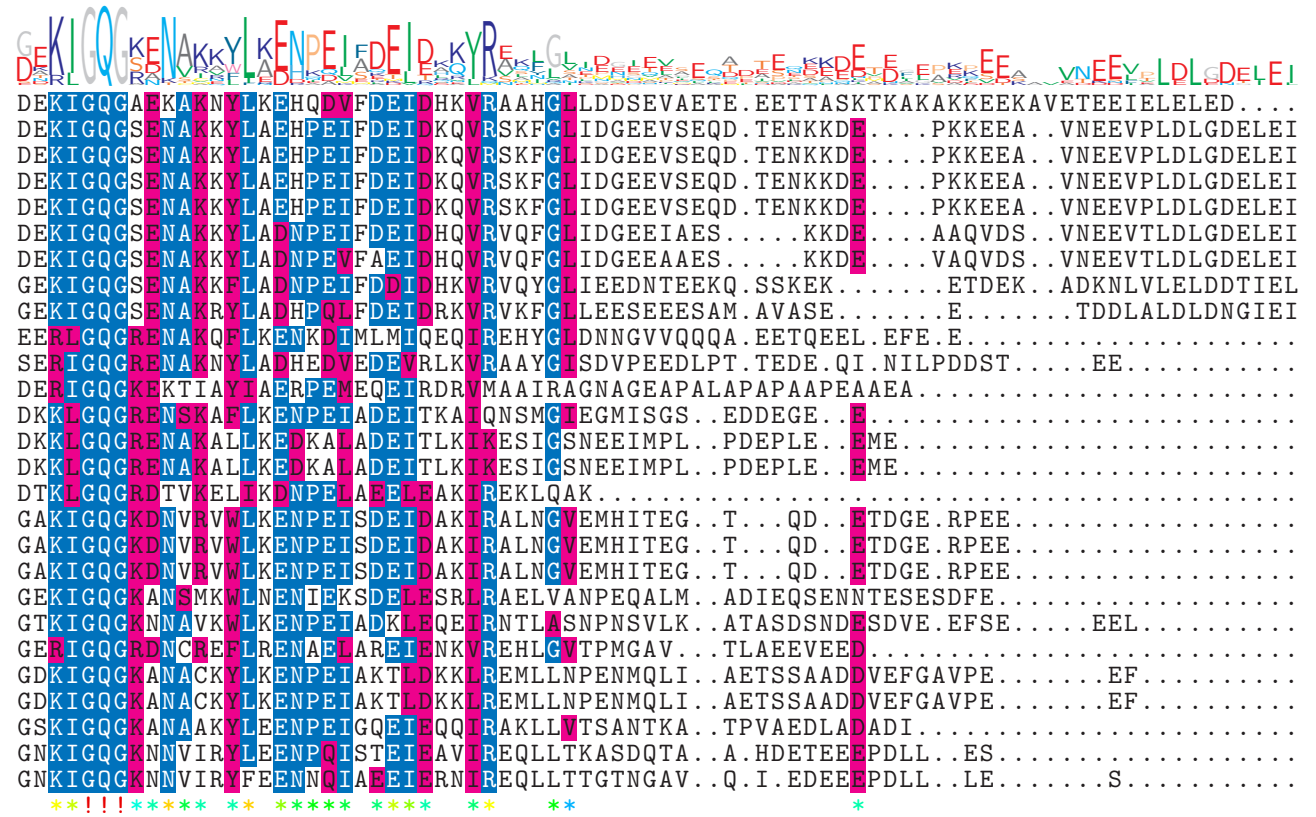 DEKIGQGAEKAKNYLKEHQDVFDEIDHKVRAAHGLLDDSEVAETE.EETTASKTKAKAKKEEKAVETEEIELELED....
DEKIGQGSENAKKYLAEHPEIFDEIDKQVRSKFGLIDGEEVSEQD.TENKKDE....PKKEEA..VNEEVPLDLGDELEI
DEKIGQGSENAKKYLAEHPEIFDEIDKQVRSKFGLIDGEEVSEQD.TENKKDE....PKKEEA..VNEEVPLDLGDELEI
DEKIGQGSENAKKYLAEHPEIFDEIDKQVRSKFGLIDGEEVSEQD.TENKKDE....PKKEEA..VNEEVPLDLGDELEI
DEKIGQGSENAKKYLAEHPEIFDEIDKQVRSKFGLIDGEEVSEQD.TENKKDE....PKKEEA..VNEEVPLDLGDELEI
DEKIGQGSENAKKYLADNPEIFDEIDHQVRVQFGLIDGEEIAES.....KKDE....AAQVDS..VNEEVTLDLGDELEI
DEKIGQGSENAKKYLADNPEVFAEIDHQVRVQFGLIDGEEAAES.....KKDE....VAQVDS..VNEEVTLDLGDELEI
GEKIGQGSENAKKFLADNPEIFDDIDHKVRVQYGLIEEDNTEEKQ.SSKEK.......ETDEK..ADKNLVLELDDTIEL
GEKIGQGSENAKRYLADHPQLFDEIDRKVRVKFGLLEESEEESAM.AVASE.......E.......TDDLALDLDNGIEI
EERLGQGRENAKQFLKENKDIMLMIQEQIREHYGLDNNGVVQQQA.EETQEEL.EFE.E.....................
SERIGQGRENAKNYLADHEDVEDEVRLKVRAAYGISDVPEEDLPT.TEDE.QI.NILPDDST.....EE...........
DERIGQGKEKTIAYIAERPEMEQEIRDRVMAAIRAGNAGEAPALAPAPAAPEAAEA........................
DKKLGQGRENSKAFLKENPEIADEITKAIQNSMGIEGMISGS..EDDEGE..E...........................
DKKLGQGRENAKALLKEDKALADEITLKIKESIGSNEEIMPL..PDEPLE..EME.........................
DKKLGQGRENAKALLKEDKALADEITLKIKESIGSNEEIMPL..PDEPLE..EME.........................
DTKLGQGRDTVKELIKDNPELAEELEAKIREKLQAK............................................
GAKIGQGKDNVRVWLKENPEISDEIDAKIRALNGVEMHITEG..T...QD..ETDGE.RPEE..................
GAKIGQGKDNVRVWLKENPEISDEIDAKIRALNGVEMHITEG..T...QD..ETDGE.RPEE..................
GAKIGQGKDNVRVWLKENPEISDEIDAKIRALNGVEMHITEG..T...QD..ETDGE.RPEE..................
GEKIGQGKANSMKWLNENIEKSDELESRLRAELVANPEQALM..ADIEQSENNTESESDFE...................
GTKIGQGKNNAVKWLKENPEIADKLEQEIRNTLASNPNSVLK..ATASDSNDESDVE.EFSE.....EEL..........
GERIGQGRDNCREFLRENAELAREIENKVREHLGVTPMGAV...TLAEEVEED...........................
GDKIGQGKANACKYLKENPEIAKTLDKKLREMLLNPENMQLI..AETSSAADDVEFGAVPE.......EF..........
GDKIGQGKANACKYLKENPEIAKTLDKKLREMLLNPENMQLI..AETSSAADDVEFGAVPE.......EF..........
GSKIGQGKANAAKYLEENPEIGQEIEQQIRAKLLVTSANTKA..TPVAEDLADADI........................
GNKIGQGKNNVIRYLEENPQISTEIEAVIREQLLTKASDQTA..A.HDETEEEPDLL..ES...................
GNKIGQGKNNVIRYFEENNQIAEEIERNIREQLLTTGTNGAV..Q.I.EDEEEPDLL..LE.......S...........
**!!!***** ** ***** **** ** ** *